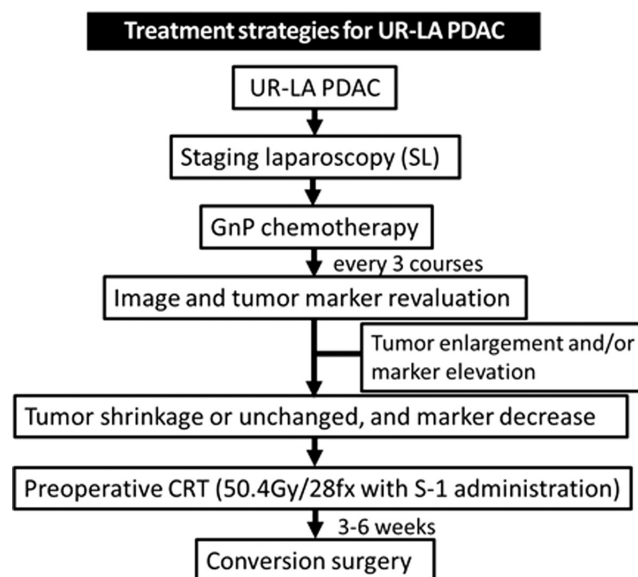 Treatment strategies for UR-LA PDAC
UR-LA PDAC
Staging laparoscopy (SL)
GnP chemotherapy
every 3 courses
Image and tumor marker revaluation
Tumor enlargement and/or
marker elevation
Tumor shrinkage or unchanged, and marker decrease
Preoperative CRT (50.4Gy/28fx with S-1 administration)
3-6 weeks
Conversion surgery